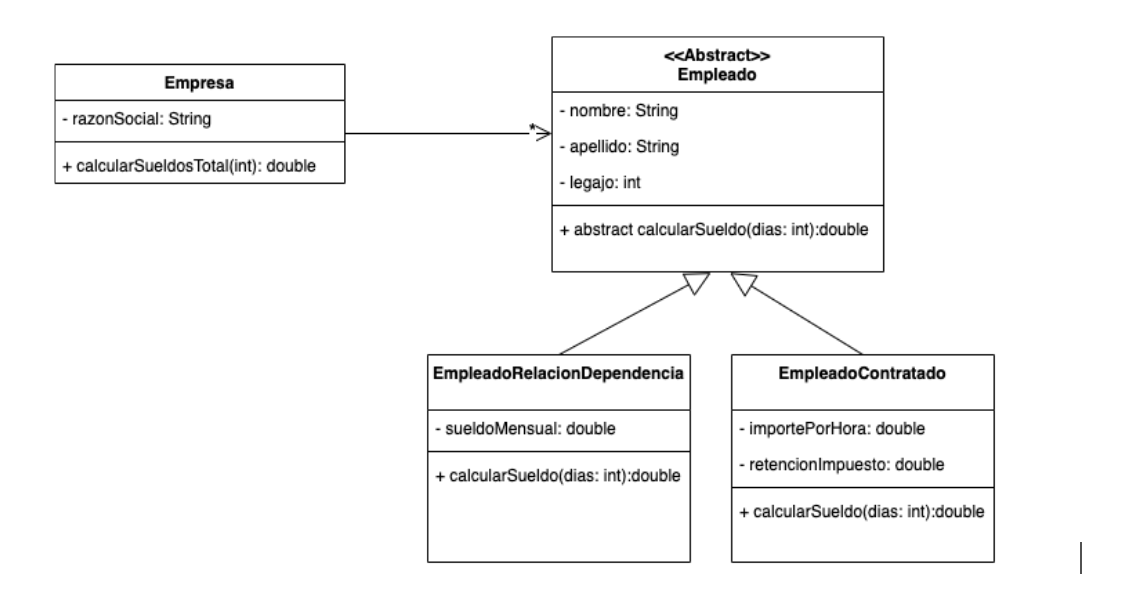 Empresa
- razonSocial: String
+ calcularSueldosTotal(int): double
*
<<Abstract>>
Empleado
- nombre: String
- apellido: String
- legajo: int
+ abstract calcularSueldo(dias: int):double
EmpleadoRelacionDependencia
- sueldoMensual: double
+ calcularSueldo(dias: int):double
EmpleadoContratado
- importePorHora: double
- retencionImpuesto: double
+ calcularSueldo(dias: int):double